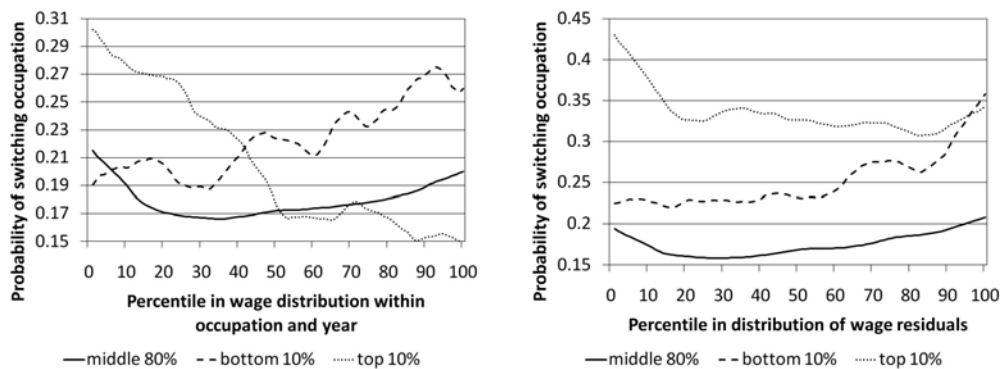 Probability of switching occupation
0.31
0.29
0.27
0.25
0.23
0.21
0.19
0.17
0.15
0 10 20 30 40 50 60 70 80 90 100
Percentile in wage distribution within
occupation and year
middle 80% bottom 10% top 10%
Probability of switching occupation
0.45
0.4
0.35
0.3
0.25
0.2
0.15
0 10 20 30 40 50 60 70 80 90 100
Percentile in distribution of wage residuals
middle 80% bottom 10% top 10%